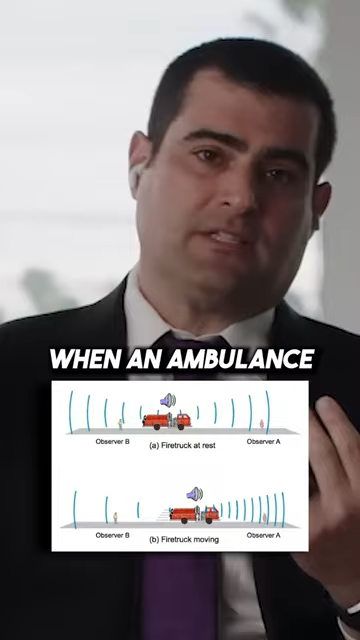 WHEN AN AMBULANCE
Observer B
(a) Firetruck at rest
Observer A
Observer B
(b) Firetruck moving
Observer A